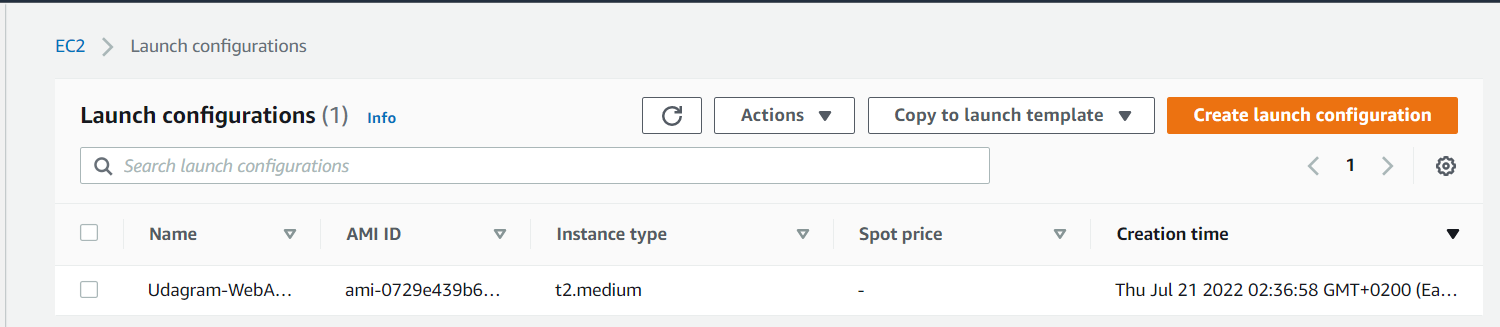 EC2 Launch configurations
Launch configurations (1) Info Actions Copy to launch template Create launch configuration
Search launch configurations 1
Name AMI ID Instance type Spot price Creation time
Udagram-WebA... ami-0729e439b6... t2.medium - Thu Jul 21 2022 02:36:58 GMT+0200 (Ea...